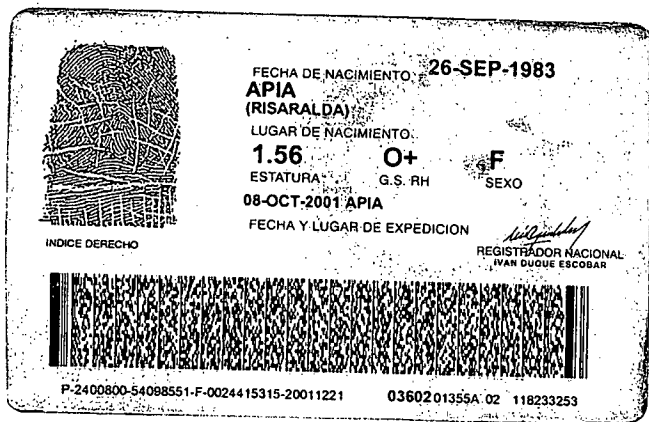 FECHA DE NACIMIENTO 26-SEP-1983
APIA
(RISARALDA)
LUGAR DE NACIMIENTO
1.56 O+ F
ESTATURA G.S. RH SEXO
08-OCT-2001 APIA
FECHA Y LUGAR DE EXPEDICION
INDICE DERECHO
REGISTRADOR NACIONAL
IVAN DUQUE ESCOBAR
P-2400800-54098551-F-0024415315-20011221 03602 01355A 02 118233253